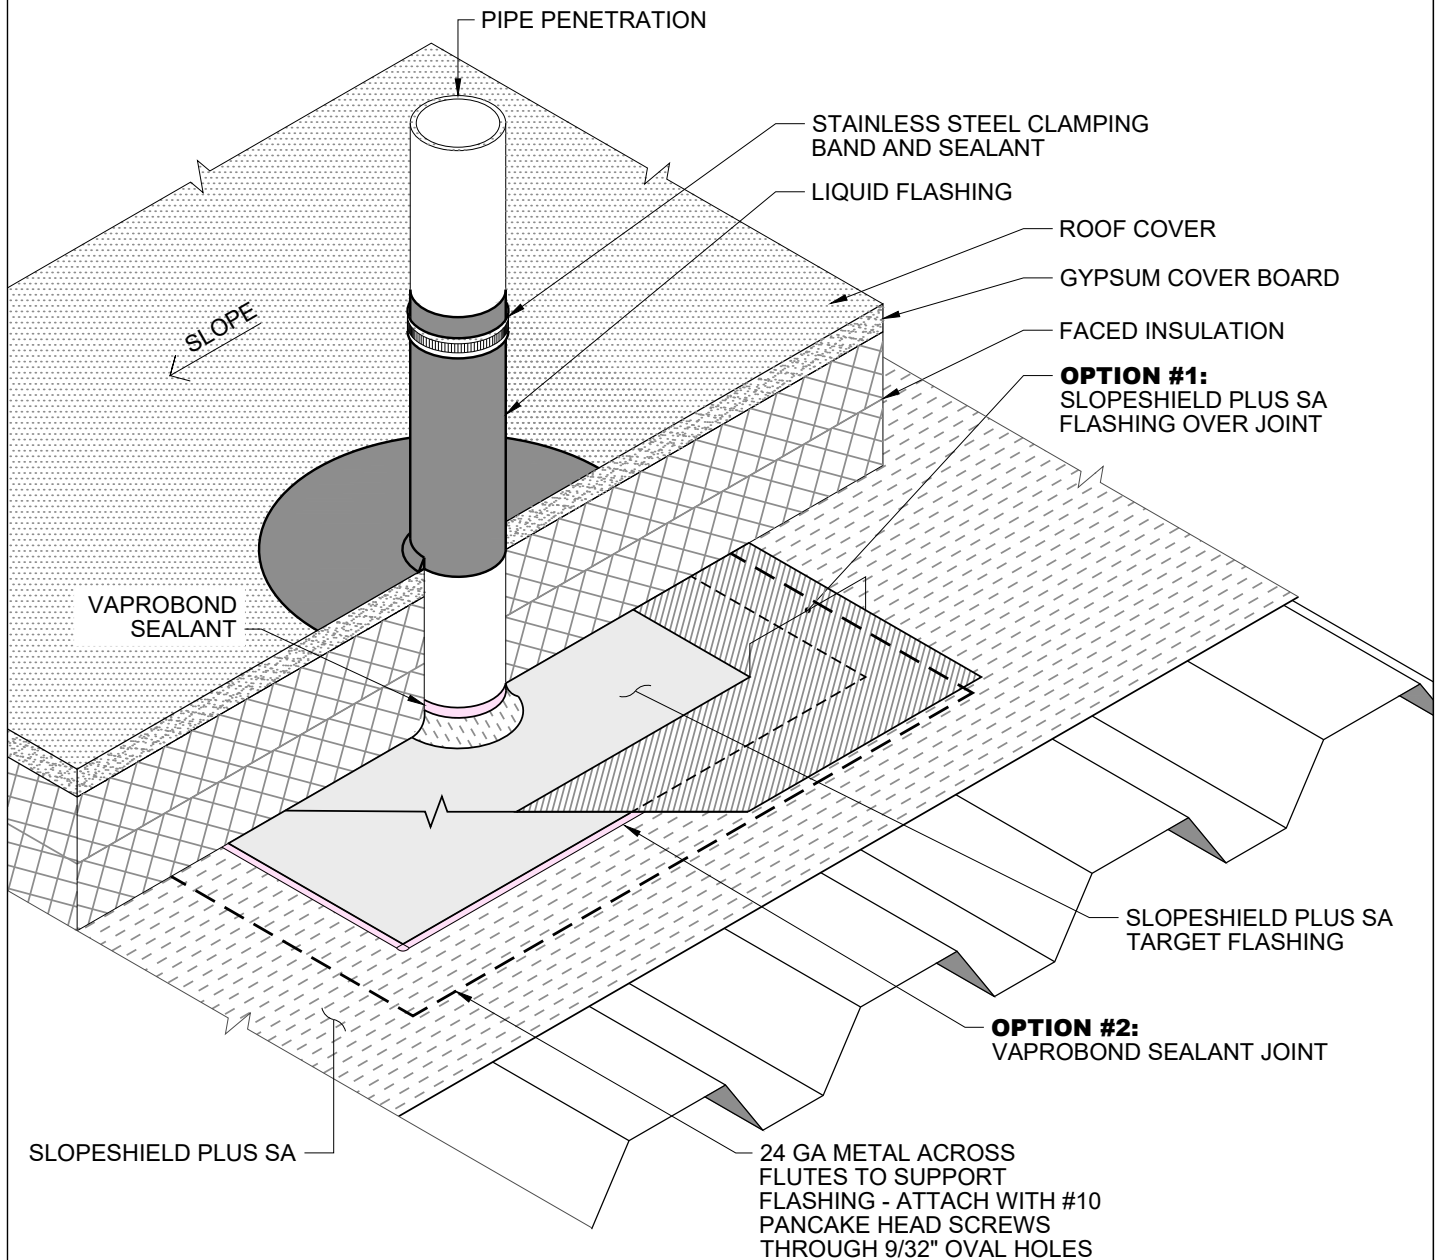 PIPE PENETRATION
STAINLESS STEEL CLAMPING
BAND AND SEALANT
LIQUID FLASHING
ROOF COVER
GYPSUM COVER BOARD
FACED INSULATION
OPTION #1:
SLOPESHIELD PLUS SA
FLASHING OVER JOINT
SLOPE
VAPROBOND
SEALANT
SLOPESHIELD PLUS SA
TARGET FLASHING
OPTION #2:
VAPROBOND SEALANT JOINT
SLOPESHIELD PLUS SA
24 GA METAL ACROSS
FLUTES TO SUPPORT
FLASHING - ATTACH WITH #10
PANCAKE HEAD SCREWS
THROUGH 9/32" OVAL HOLES